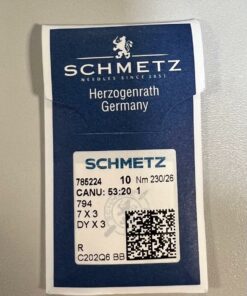 SCHMETZ
NEEDLES SINCE 1851
Herzogenrath
Germany
SCHMETZ
785224 10 Nm 230/26
CANU: 53:20 1
794
7 X 3
DY X 3
R
C202Q6 BB